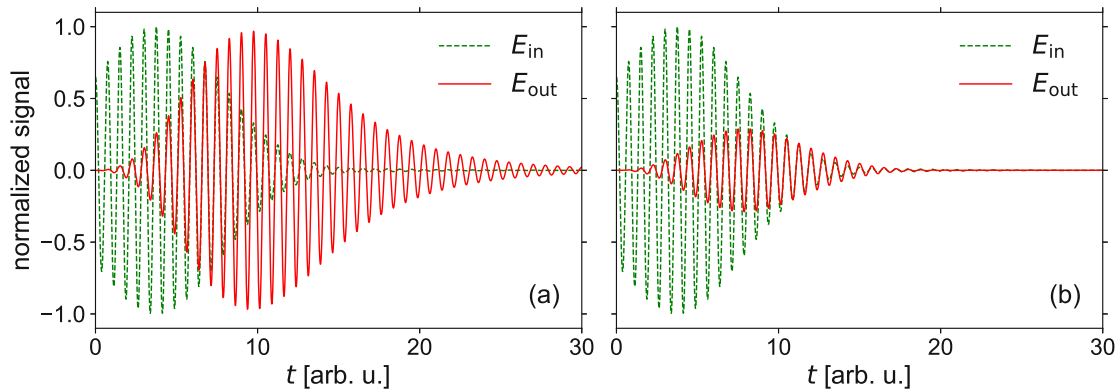 normalized signal
1.0
0.5
0.0
−0.5
−1.0
E_in
E_out
(a)
0
10
20
30
t [arb. u.]
E_in
E_out
(b)
0
10
20
30
t [arb. u.]